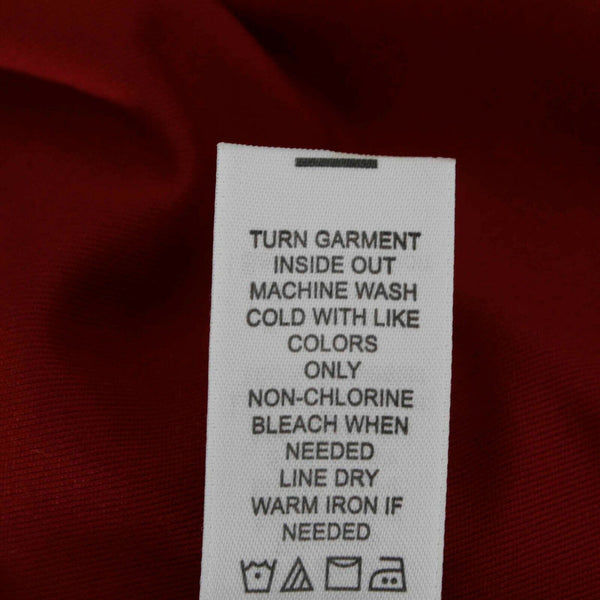 TURN GARMENT
INSIDE OUT
MACHINE WASH
COLD WITH LIKE
COLORS
ONLY
NON-CHLORINE
BLEACH WHEN
NEEDED
LINE DRY
WARM IRON IF
NEEDED